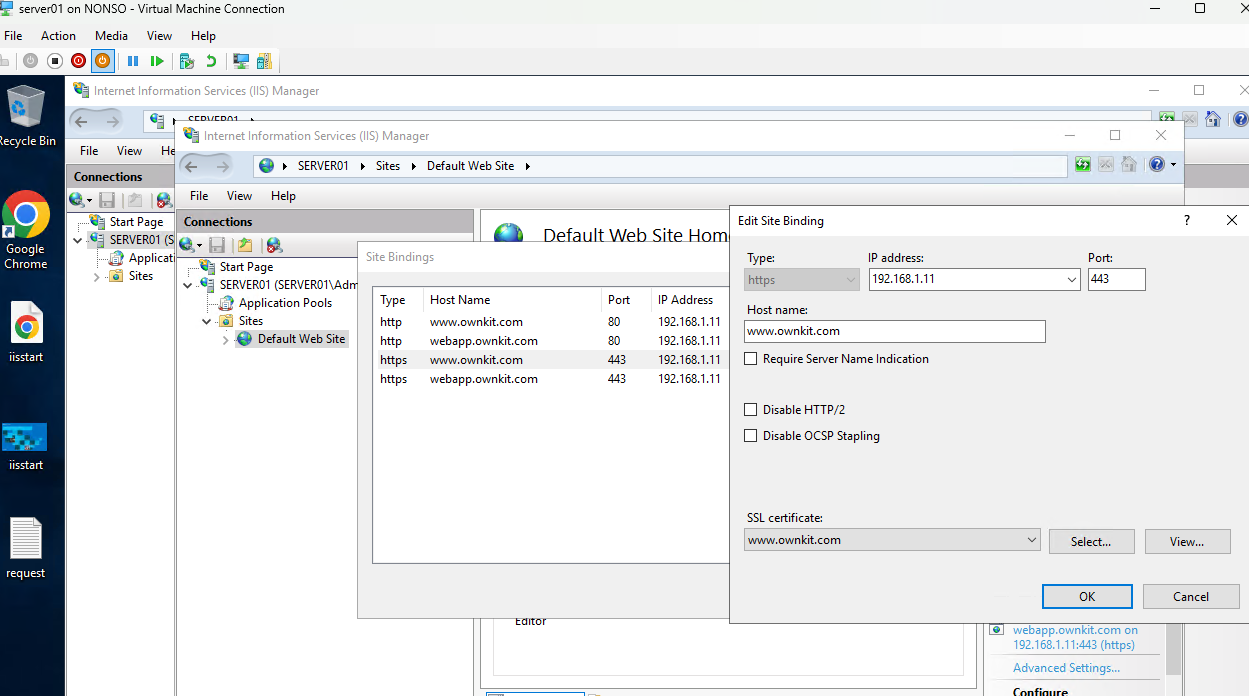 server01 on NONSO - Virtual Machine Connection
File Action Media View Help
Recycle Bin
Google
Chrome
iisstart
iisstart
request
Internet Information Services (IIS) Manager
SERVER01
File View He
Connections
Start Page
SERVER01 (S
Applicati
Sites
Internet Information Services (IIS) Manager
SERVER01 Sites Default Web Site
File View Help
Connections
Start Page
SERVER01 (SERVER01\Adm
Application Pools
Sites
Default Web Site
Default Web Site Hom
Site Bindings
Type Host Name Port IP Address
http www.ownkit.com 80 192.168.1.11
http webapp.ownkit.com 80 192.168.1.11
https www.ownkit.com 443 192.168.1.11
https webapp.ownkit.com 443 192.168.1.11
Edit Site Binding ?
Type: IP address: Port:
https 192.168.1.11 443
Host name:
www.ownkit.com
Require Server Name Indication
Disable HTTP/2
Disable OCSP Stapling
SSL certificate:
www.ownkit.com Select... View...
OK Cancel
Editor
webapp.ownkit.com on
192.168.1.11:443 (https)
Advanced Settings...
Configure